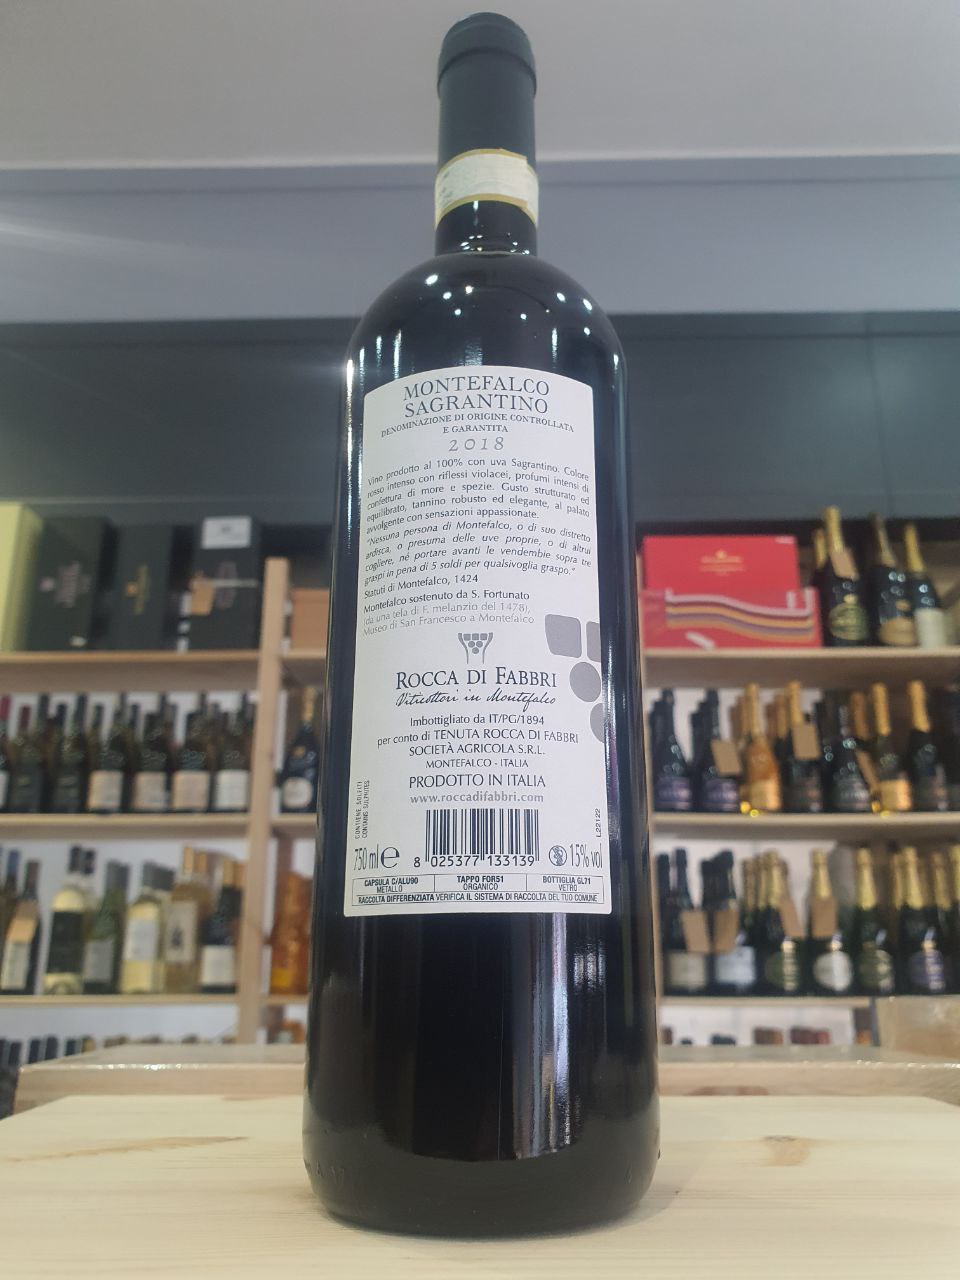 MONTEFALCO
SAGRANTINO
DENOMINAZIONE DI ORIGINE CONTROLLATA
E GARANTITA
2018
Vino prodotto al 100% con uva Sagrantino. Colore
rosso intenso con riflessi violacei, profumi intensi di
confettura di more e spezie. Gusto strutturato ed
equilibrato, tannino robusto ed elegante, al palato
avvolgente con sensazioni appassionate.
"Nessuna persona di Montefalco, o di suo distretto
ardisca, o presuma delle uve proprie, o di altrui
cogliere, né portare avanti le vendembie sopra tre
graspi in pena di 5 soldi per qualsivoglia graspo."
Statuti di Montefalco, 1424
Montefalco sostenuto da S. Fortunato
(da una tela di F. melanzio del 1478),
Museo di San Francesco a Montefalco
ROCCA DI FABBRI
Viticoltori in Montefalco
Imbottigliato da IT/PG/1894
per conto di TENUTA ROCCA DI FABBRI
SOCIETÀ AGRICOLA S.R.L.
MONTEFALCO - ITALIA
PRODOTTO IN ITALIA
www.roccadifabbri.com
CONTIENE SOLFITI
CONTAINS SULPHITES
L22122
750 ml e
8 025377 133139
15% vol
CAPSULA C/ALU90 TAPPO FOR51 BOTTIGLIA GL71
METALLO ORGANICO VETRO
RACCOLTA DIFFERENZIATA VERIFICA IL SISTEMA DI RACCOLTA DEL TUO COMUNE